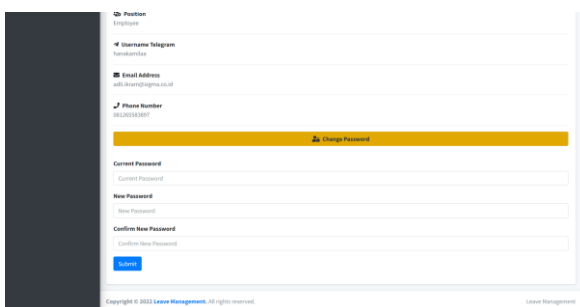 Position
Employee
Username Telegram
hanskamilax
Email Address
adli.ikram@sigma.co.id
Phone Number
081265583897
Change Password
Current Password
Current Password
New Password
New Password
Confirm New Password
Confirm New Password
Submit
Copyright © 2022 Leave Management. All rights reserved.
Leave Management